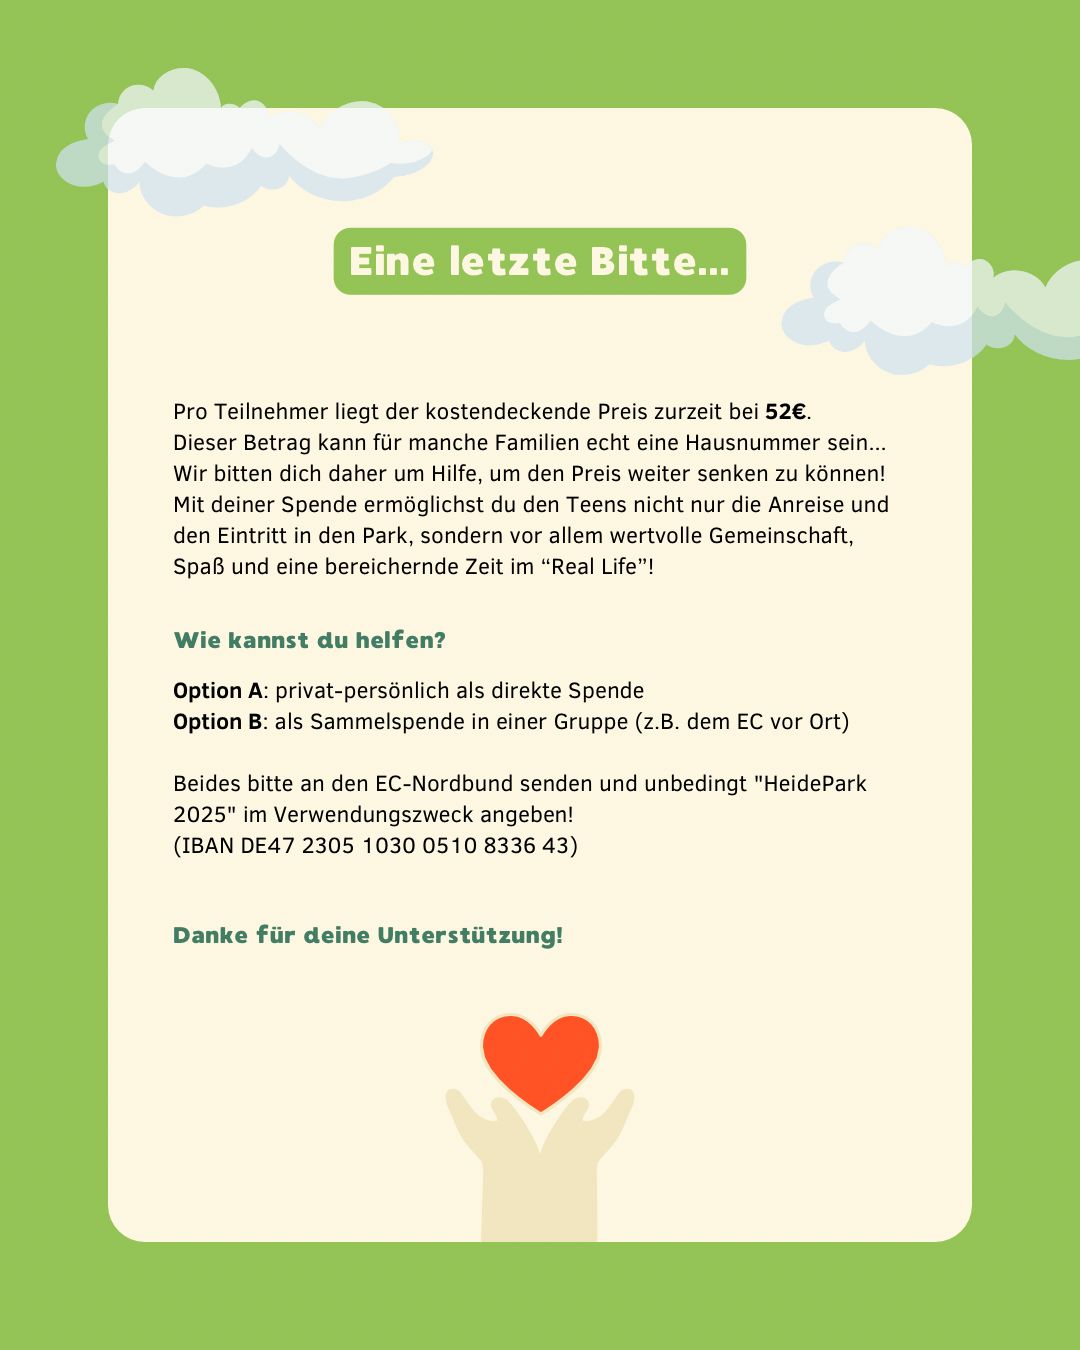 Eine letzte Bitte...
Pro Teilnehmer liegt der kostendeckende Preis zurzeit bei 52€.
Dieser Betrag kann für manche Familien echt eine Hausnummer sein...
Wir bitten dich daher um Hilfe, um den Preis weiter senken zu können!
Mit deiner Spende ermöglichst du den Teens nicht nur die Anreise und
den Eintritt in den Park, sondern vor allem wertvolle Gemeinschaft,
Spaß und eine bereichernde Zeit im “Real Life”!
Wie kannst du helfen?
Option A: privat-persönlich als direkte Spende
Option B: als Sammelspende in einer Gruppe (z.B. dem EC vor Ort)
Beides bitte an den EC-Nordbund senden und unbedingt "HeidePark
2025" im Verwendungszweck angeben!
(IBAN DE47 2305 1030 0510 8336 43)
Danke für deine Unterstützung!